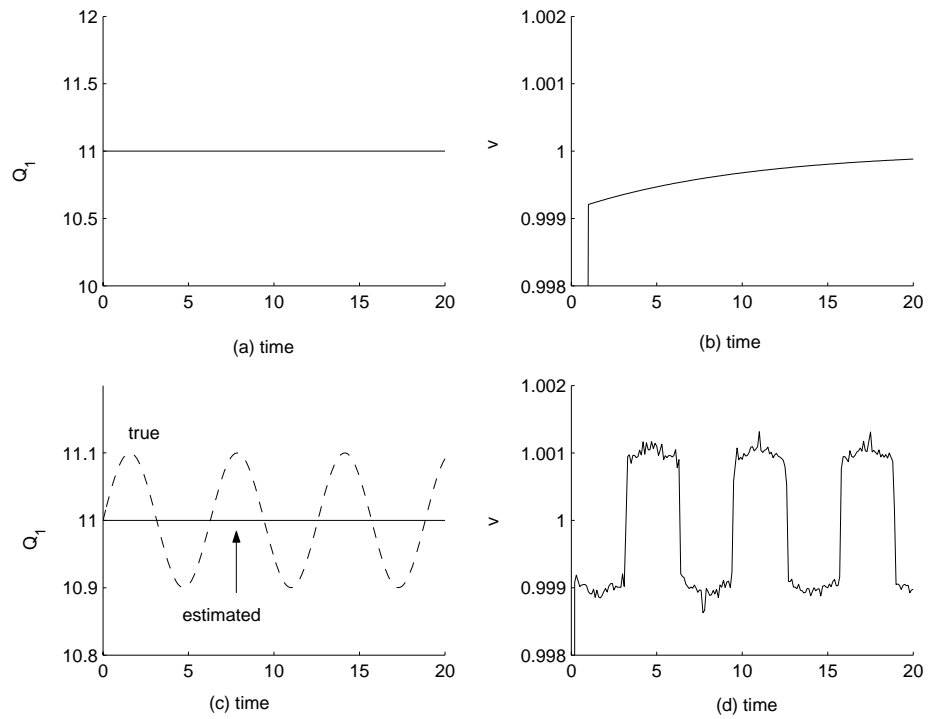 12
11.5
11
10.5
10
0 5 10 15 20
Q1
(a) time
1.002
1.001
1
0.999
0.998
0 5 10 15 20
v
(b) time
11.1
11
10.9
10.8
0 5 10 15 20
Q1
true
estimated
(c) time
1.002
1.001
1
0.999
0.998
0 5 10 15 20
v
(d) time